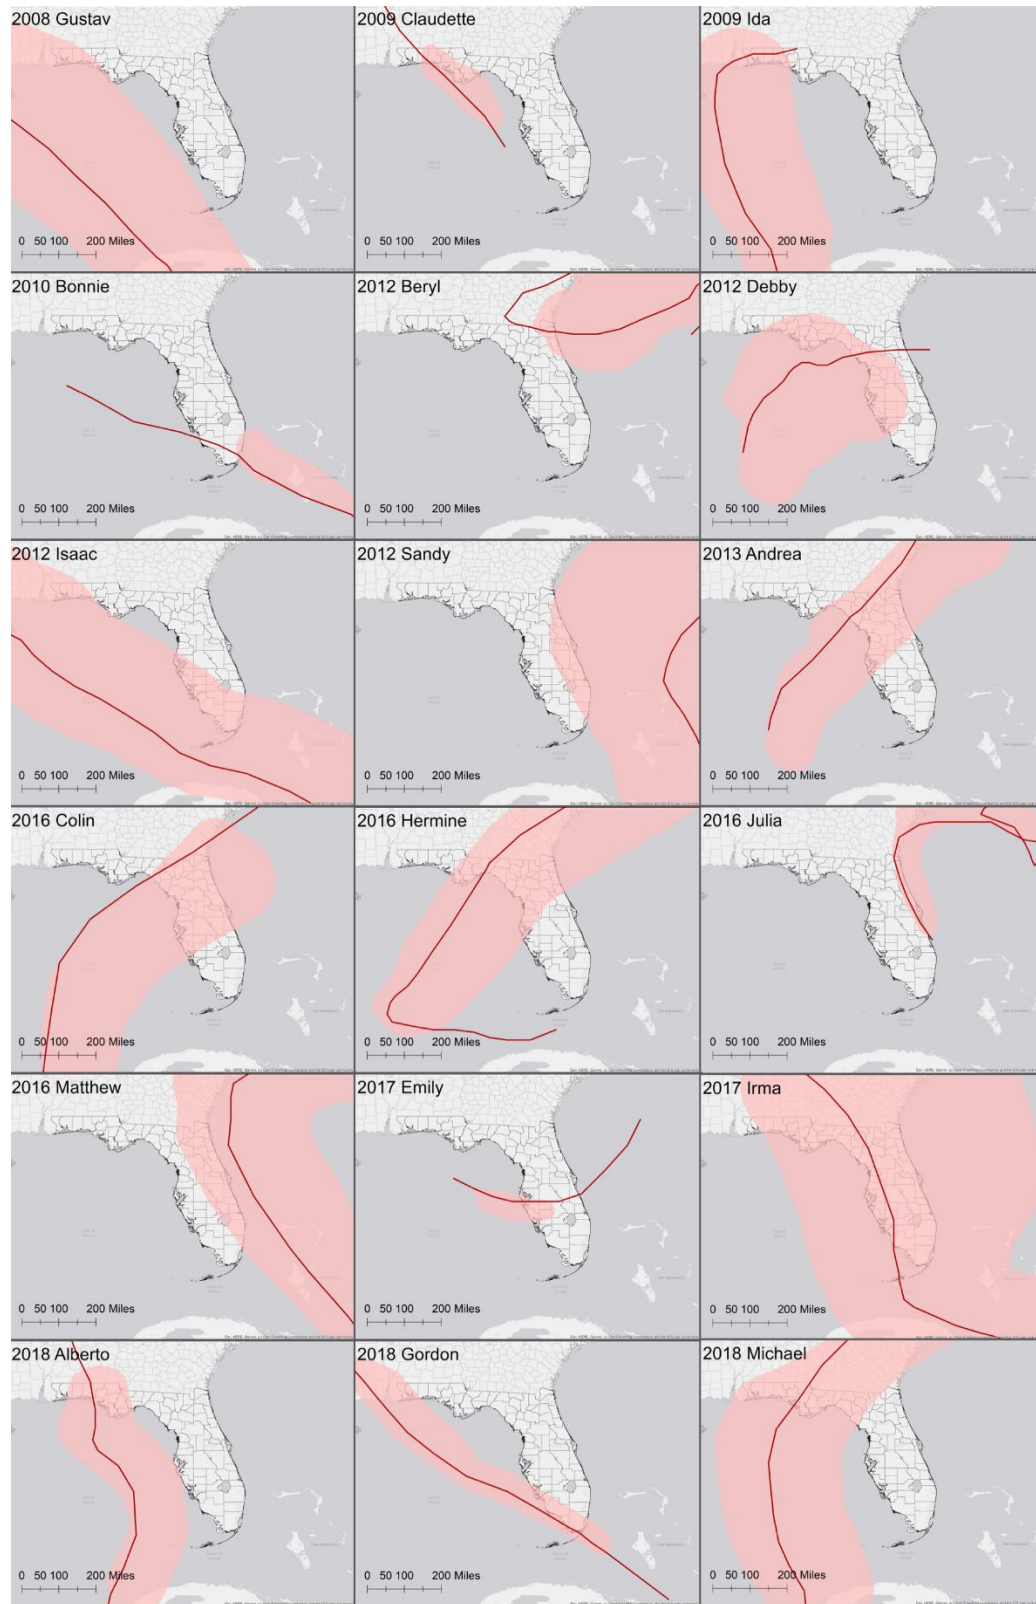 2008 Gustav
0 50 100 200 Miles
2009 Claudette
0 50 100 200 Miles
2009 Ida
0 50 100 200 Miles
2010 Bonnie
0 50 100 200 Miles
2012 Beryl
0 50 100 200 Miles
2012 Debby
0 50 100 200 Miles
2012 Isaac
0 50 100 200 Miles
2012 Sandy
0 50 100 200 Miles
2013 Andrea
0 50 100 200 Miles
2016 Colin
0 50 100 200 Miles
2016 Hermine
0 50 100 200 Miles
2016 Julia
0 50 100 200 Miles
2016 Matthew
0 50 100 200 Miles
2017 Emily
0 50 100 200 Miles
2017 Irma
0 50 100 200 Miles
2018 Alberto
0 50 100 200 Miles
2018 Gordon
0 50 100 200 Miles
2018 Michael
0 50 100 200 Miles